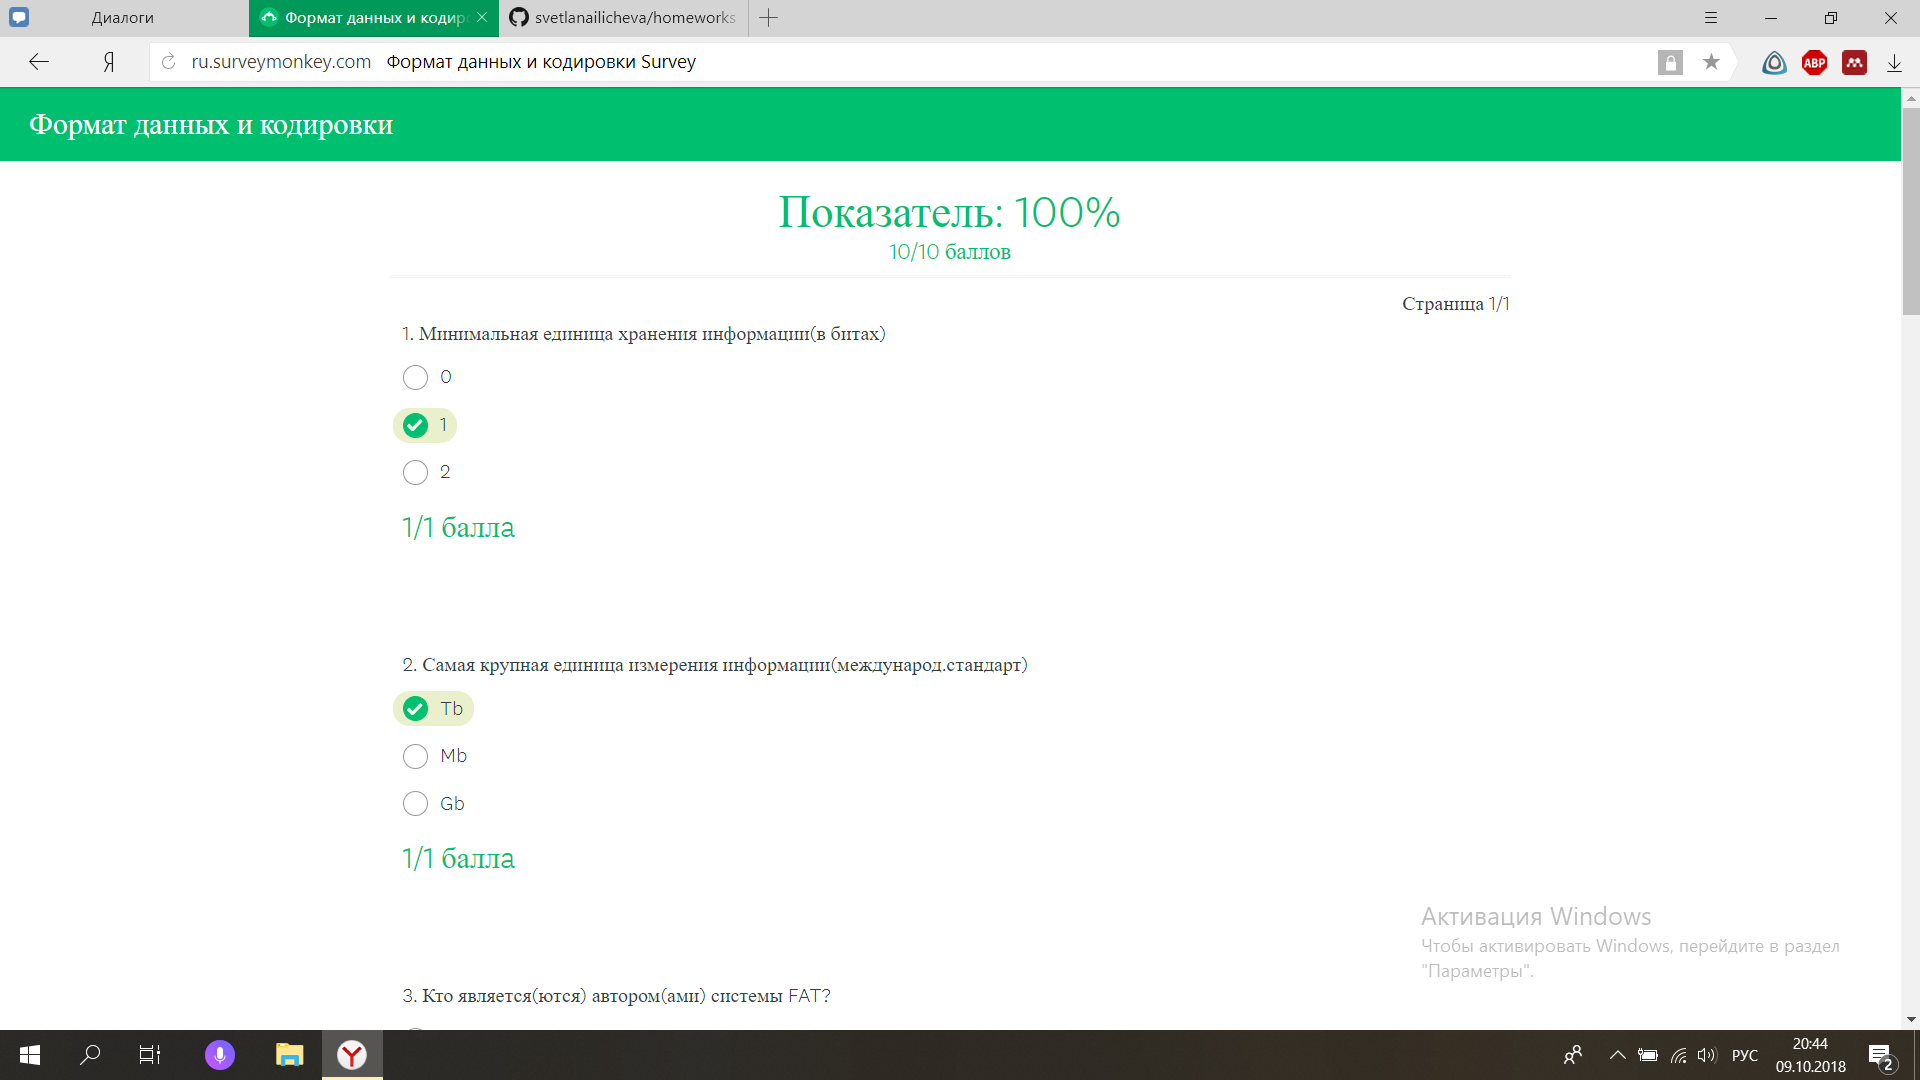 Диалоги
Формат данных и кодир
svetlanailicheva/homeworks
ru.surveymonkey.com Формат данных и кодировки Survey
ABP
Формат данных и кодировки
Показатель: 100%
10/10 баллов
Страница 1/1
1. Минимальная единица хранения информации(в битах)
0
1
2
1/1 балла
2. Самая крупная единица измерения информации(международ.стандарт)
Tb
Mb
Gb
1/1 балла
Активация Windows
Чтобы активировать Windows, перейдите в раздел
"Параметры".
3. Кто является(ются) автором(ами) системы FAT?
РУС
20:44
09.10.2018
2